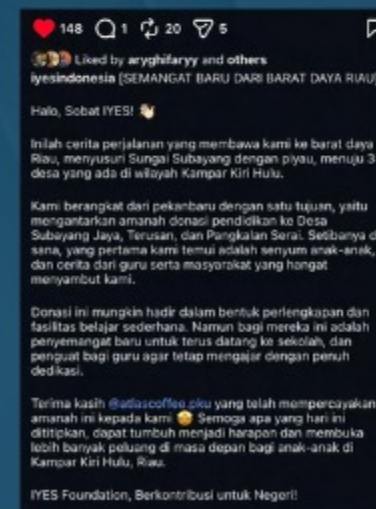 148 1 20 5
Liked by aryghifaryy and others
iyesindonesia [SEMANGAT BARU DARI BARAT DAYA RIAU]
Halo, Sobat IYES! 👋
Inilah cerita perjalanan yang membawa kami ke barat daya
Riau, menyusuri Sungai Subayang dengan piyau, menuju 3
desa yang ada di wilayah Kampar Kiri Hulu.
Kami berangkat dari pekanbaru dengan satu tujuan, yaitu
mengantarkan amanah donasi pendidikan ke Desa
Subayang Jaya, Terusan, dan Pangkalan Serai. Setibanya d
sana, yang pertama kami temui adalah senyum anak-anak,
dan cerita dari guru serta masyarakat yang hangat
menyambut kami.
Donasi ini mungkin hadir dalam bentuk perlengkapan dan
fasilitas belajar sederhana. Namun bagi mereka ini adalah
penyemangat baru untuk terus datang ke sekolah, dan
penguat bagi guru agar tetap mengajar dengan penuh
dedikasi.
Terima kasih @atlascoffee.pku yang telah mempercayakan
amanah ini kepada kami 😊 Semoga apa yang hari ini
dititipkan, dapat tumbuh menjadi harapan dan membuka
lebih banyak peluang di masa depan bagi anak-anak di
Kampar Kiri Hulu, Riau.
IYES Foundation, Berkontribusi untuk Negeri!